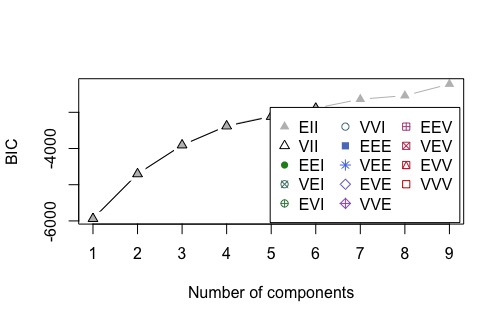 BIC
-4000
-6000
EII VVI EEV
VII EEE VEV
EEI VEE EVV
VEI EVE VVV
EVI VVE
1 2 3 4 5 6 7 8 9
Number of components